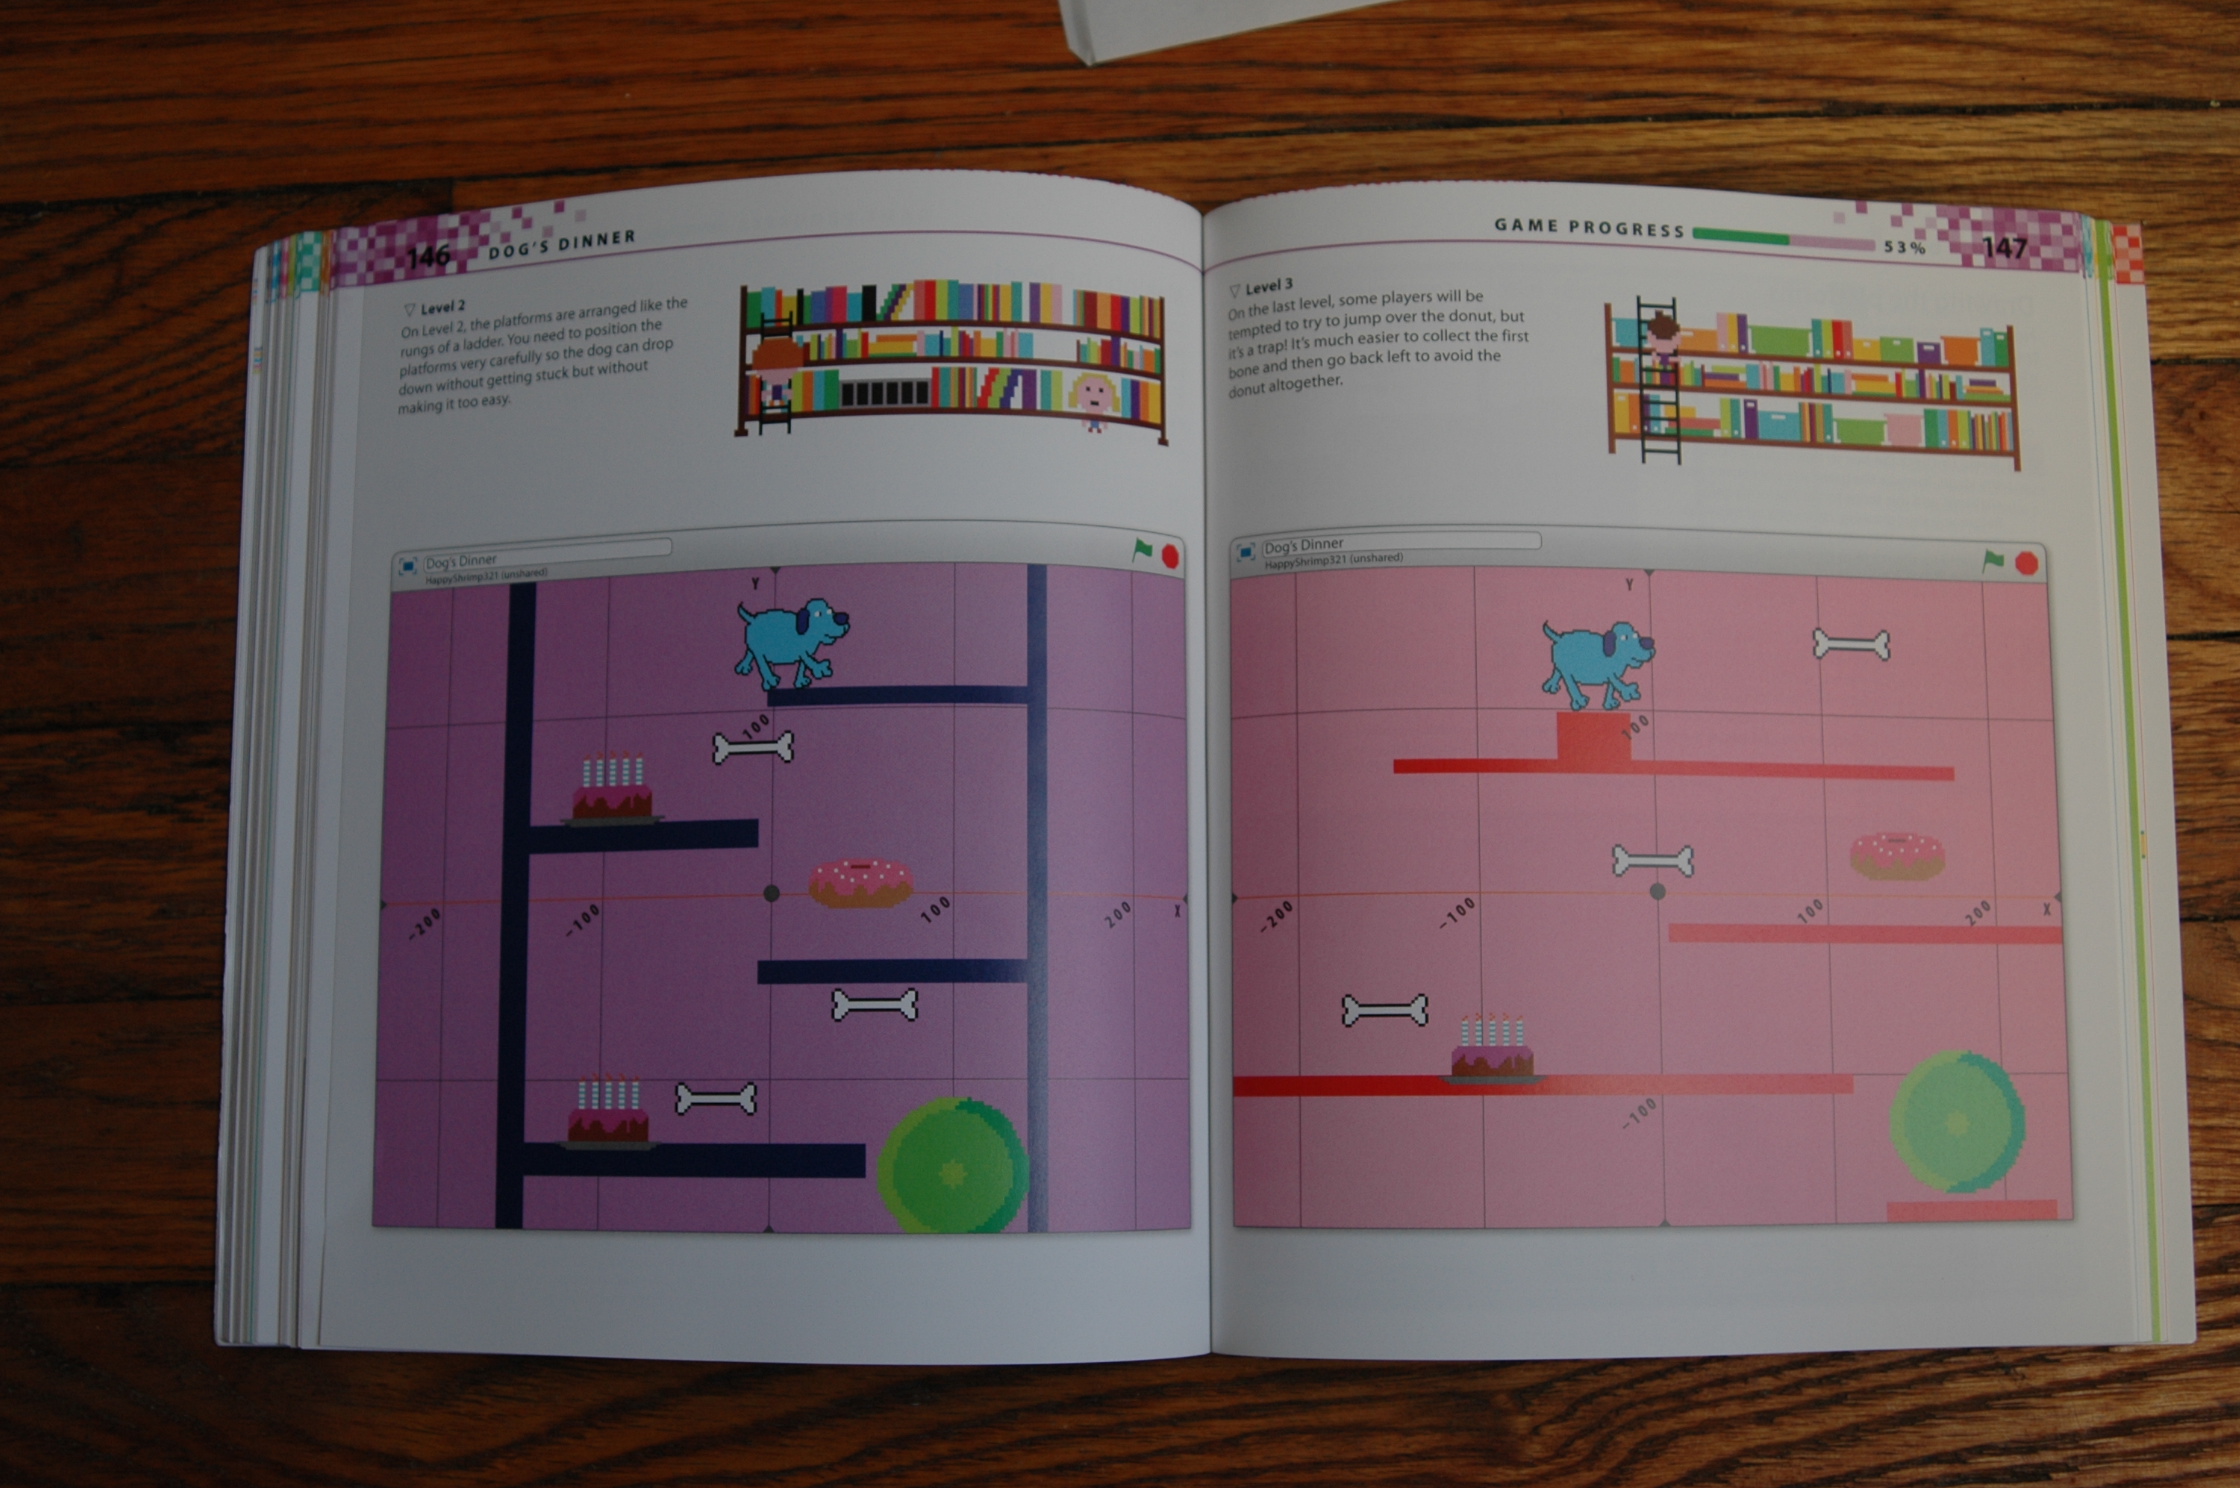 146
DOG'S DINNER
▽ Level 2
On Level 2, the platforms are arranged like the
rungs of a ladder. You need to position the
platforms very carefully so the dog can drop
down without getting stuck but without
making it too easy.
Dog's Dinner
HappyShrimp321 (unshared)
Y
100
-200
-100
100
200
X
GAME PROGRESS
53%
147
▽ Level 3
On the last level, some players will be
tempted to try to jump over the donut, but
it's a trap! It's much easier to collect the first
bone and then go back left to avoid the
donut altogether.
Dog's Dinner
HappyShrimp321 (unshared)
Y
100
-200
-100
100
200
X
-100